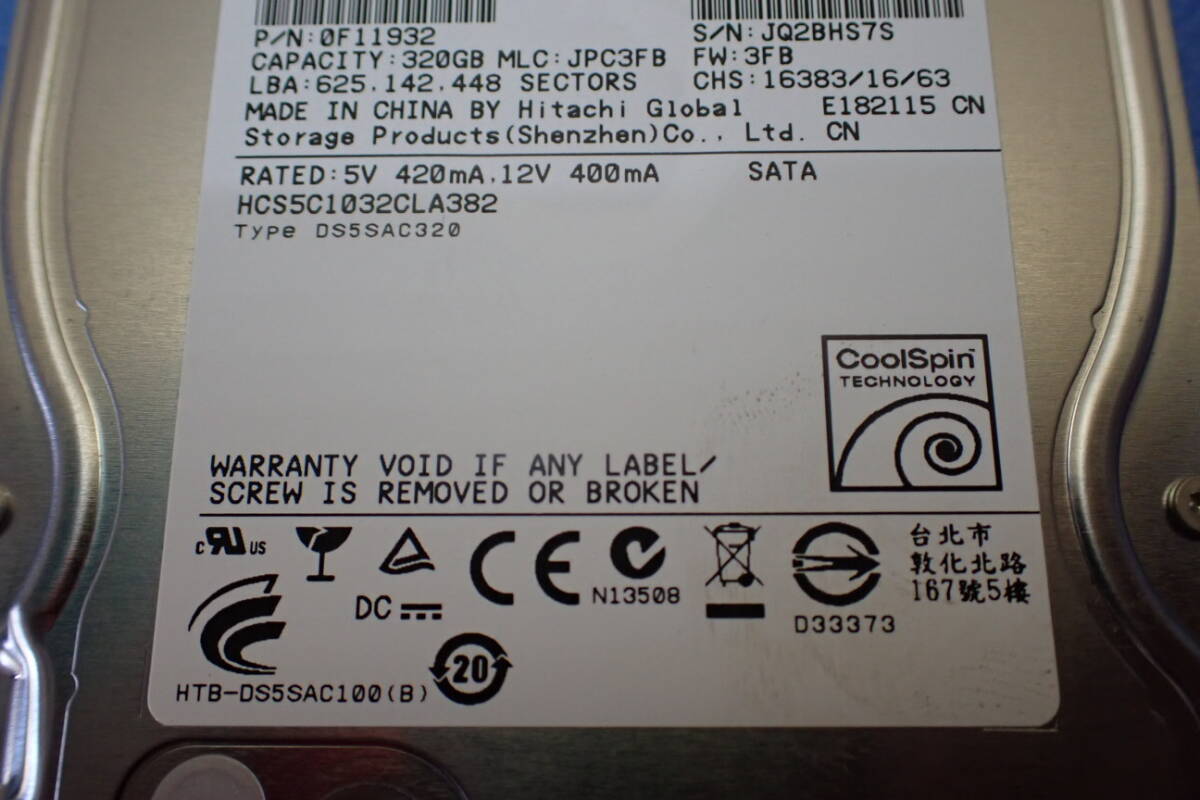 P/N:0F11932 S/N:JQ2BHS7S
CAPACITY:320GB MLC:JPC3FB FW:3FB
LBA:625.142.448 SECTORS CHS:16383/16/63
MADE IN CHINA BY Hitachi Global E182115 CN
Storage Products(Shenzhen)Co., Ltd. CN
RATED:5V 420mA,12V 400mA SATA
HCS5C1032CLA382
Type DS5SAC320
CoolSpin™
TECHNOLOGY
WARRANTY VOID IF ANY LABEL/
SCREW IS REMOVED OR BROKEN
c RU US
CE
N13508
D33373
台北市
敦化北路
167號5樓
DC
20
HTB-DS5SAC100(B)